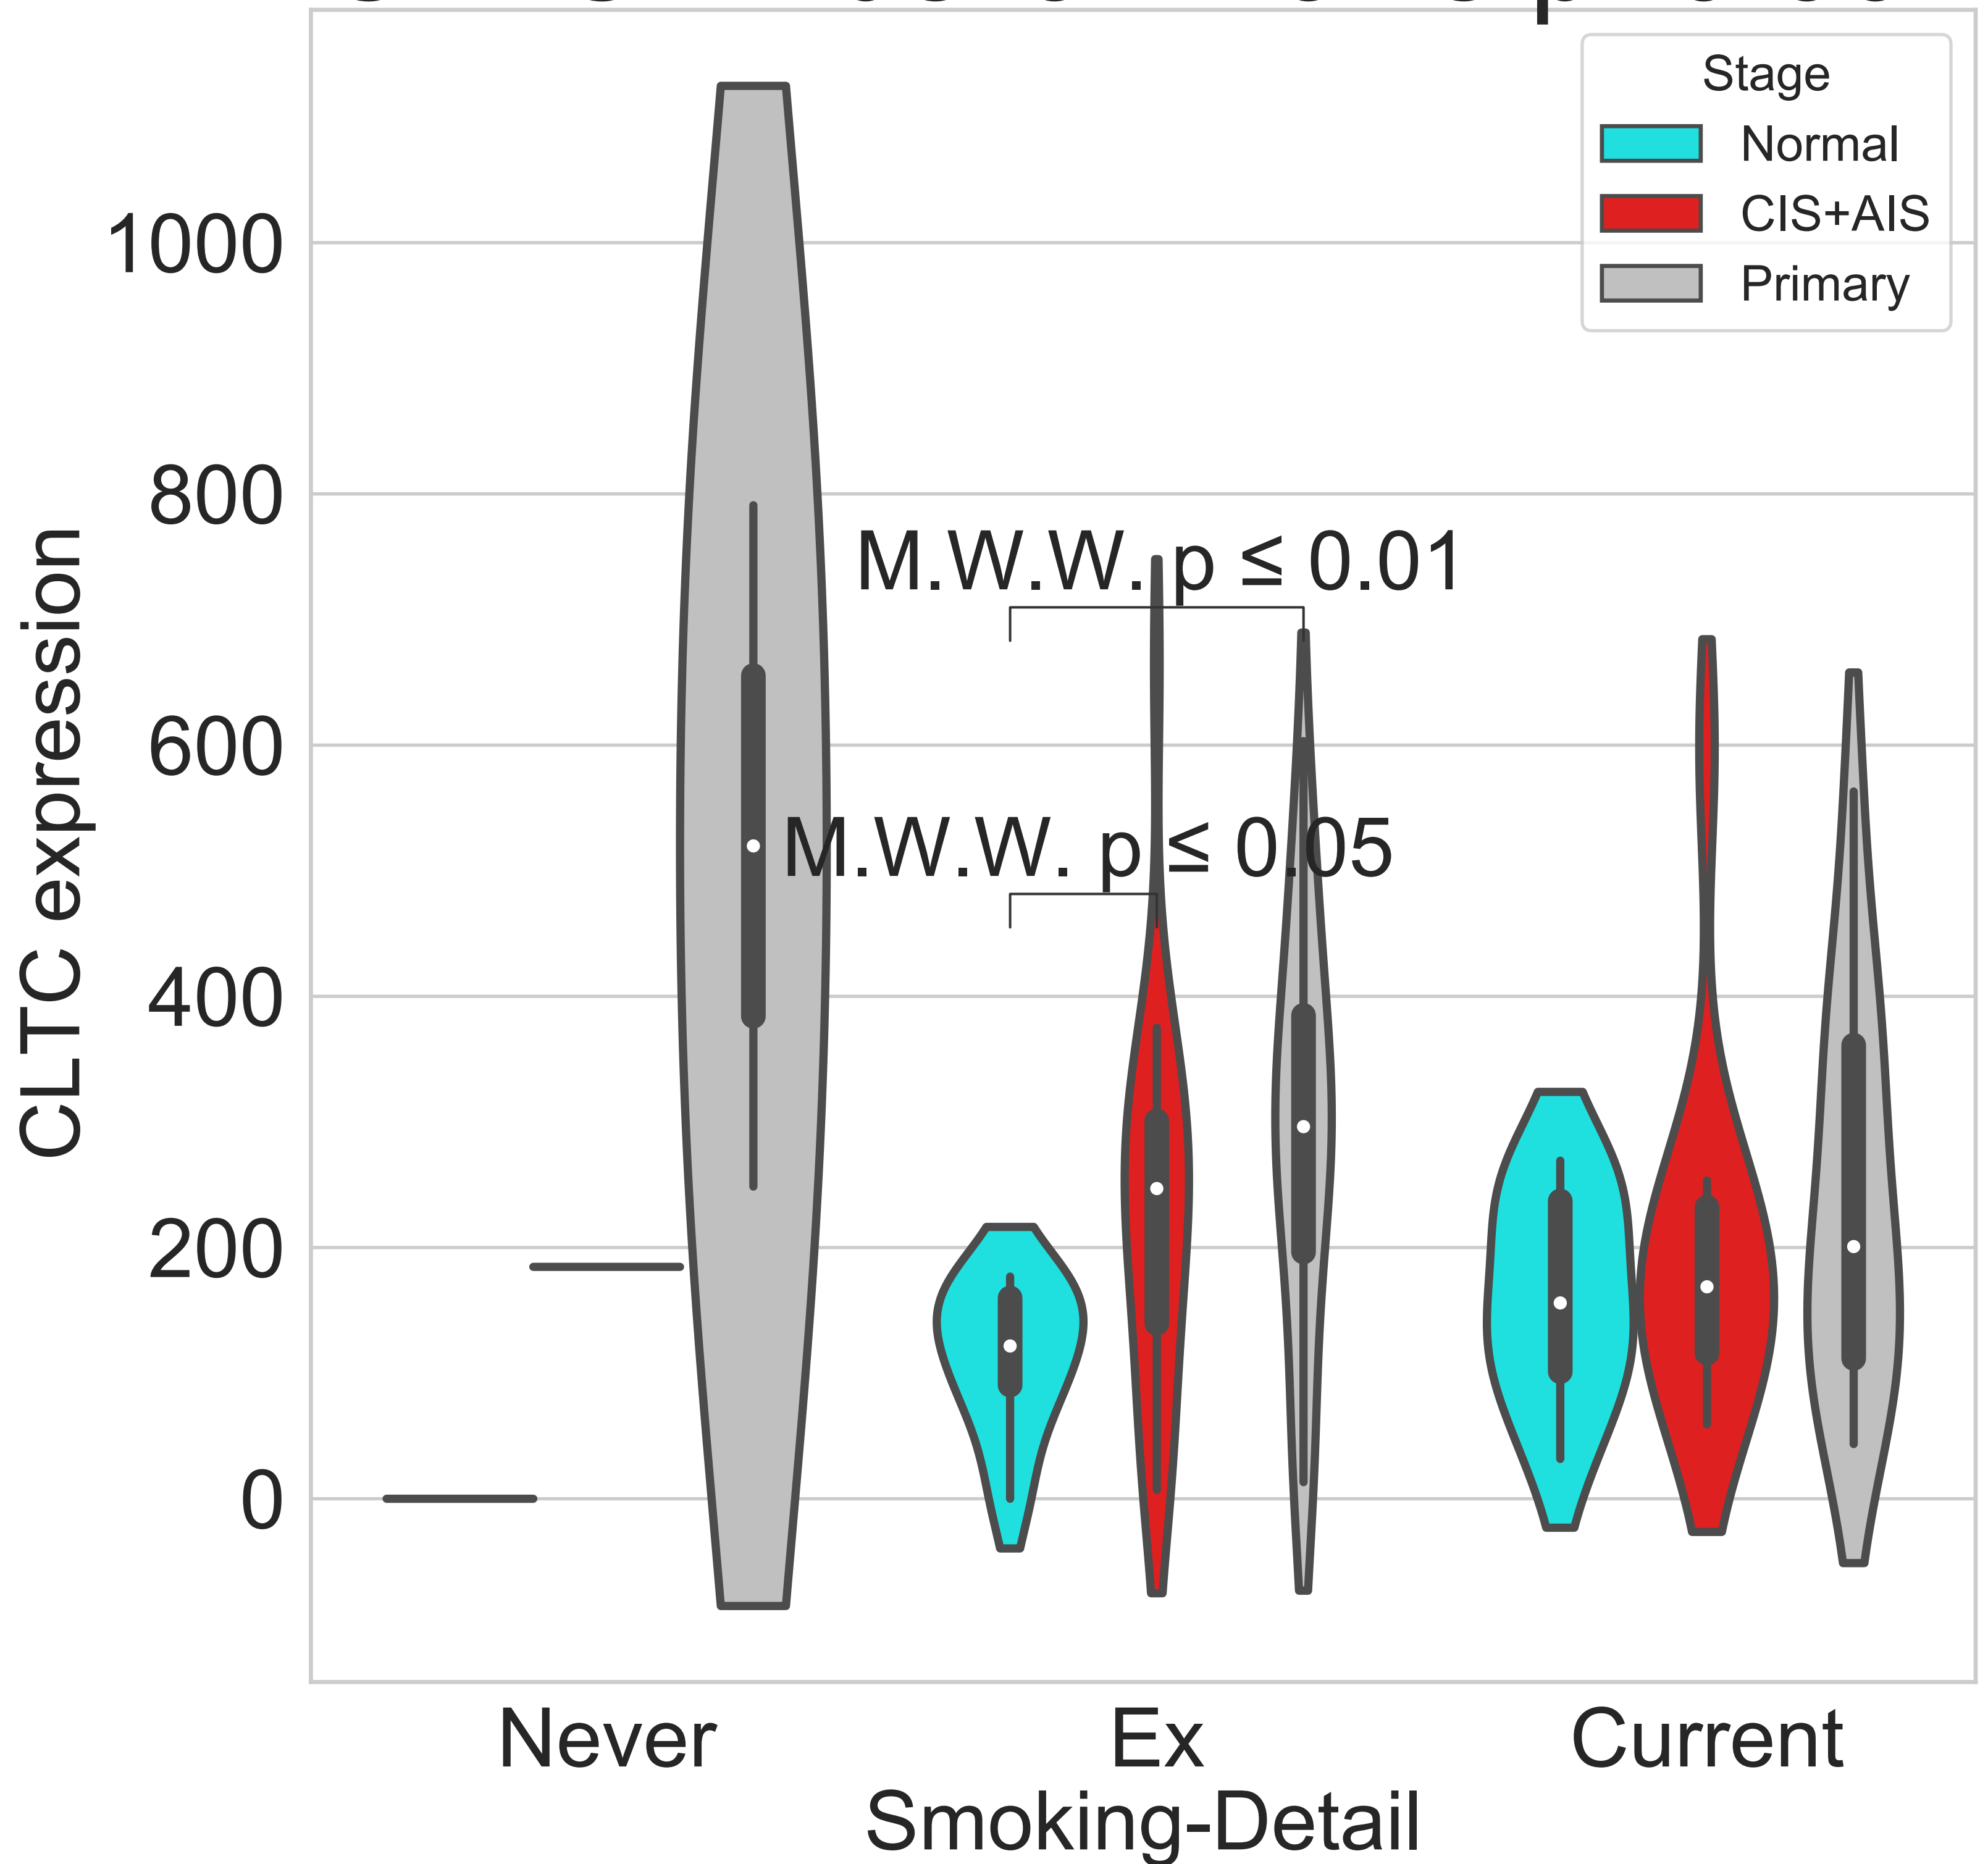 Stage
Normal
CIS+AIS
Primary
1000
800
600
400
200
0
CLTC expression
M.W.W. p ≤ 0.01
M.W.W. p ≤ 0.05
Never
Ex
Current
Smoking-Detail